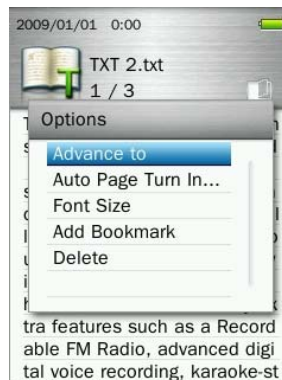 2009/01/01 0:00
TXT 2.txt
1 / 3
Options
Advance to
Auto Page Turn In...
Font Size
Add Bookmark
Delete
tra features such as a Record
able FM Radio, advanced digi
tal voice recording, karaoke-st